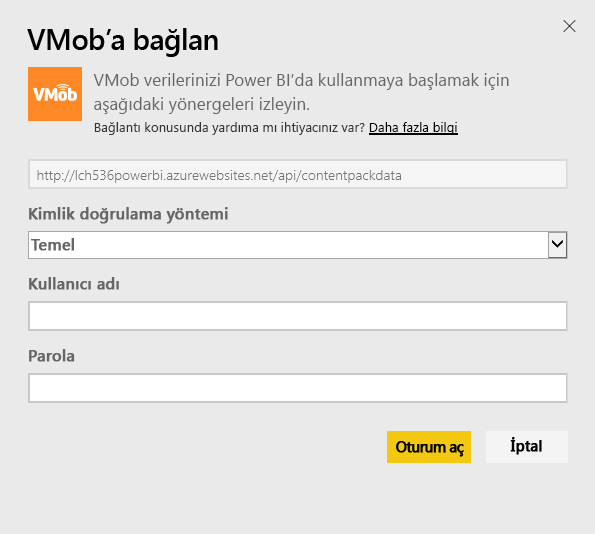 VMob'a bağlan
VMob
VMob verilerinizi Power BI'da kullanmaya başlamak için
aşağıdaki yönergeleri izleyin.
Bağlantı konusunda yardıma mı ihtiyacınız var? Daha fazla bilgi
http://lch536powerbi.azurewebsites.net/api/contentpackdata
Kimlik doğrulama yöntemi
Temel
Kullanıcı adı
Parola
Oturum aç İptal